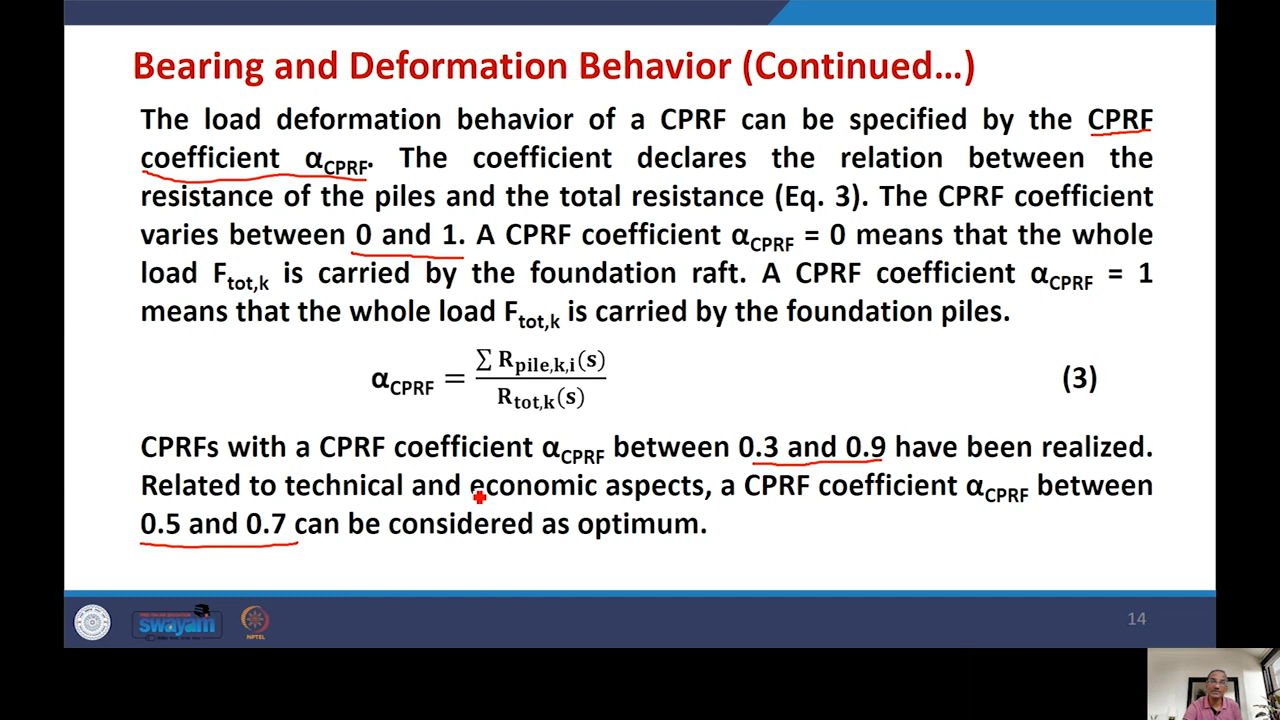 Bearing and Deformation Behavior (Continued…)
The load deformation behavior of a CPRF can be specified by the CPRF
coefficient αCPRF. The coefficient declares the relation between the
resistance of the piles and the total resistance (Eq. 3). The CPRF coefficient
varies between 0 and 1. A CPRF coefficient αCPRF = 0 means that the whole
load Ftot,k is carried by the foundation raft. A CPRF coefficient αCPRF = 1
means that the whole load Ftot,k is carried by the foundation piles.
αCPRF = ∑ Rpile,k,i(s) / Rtot,k(s) (3)
CPRFs with a CPRF coefficient αCPRF between 0.3 and 0.9 have been realized.
Related to technical and economic aspects, a CPRF coefficient αCPRF between
0.5 and 0.7 can be considered as optimum.
swayam
NPTEL
14